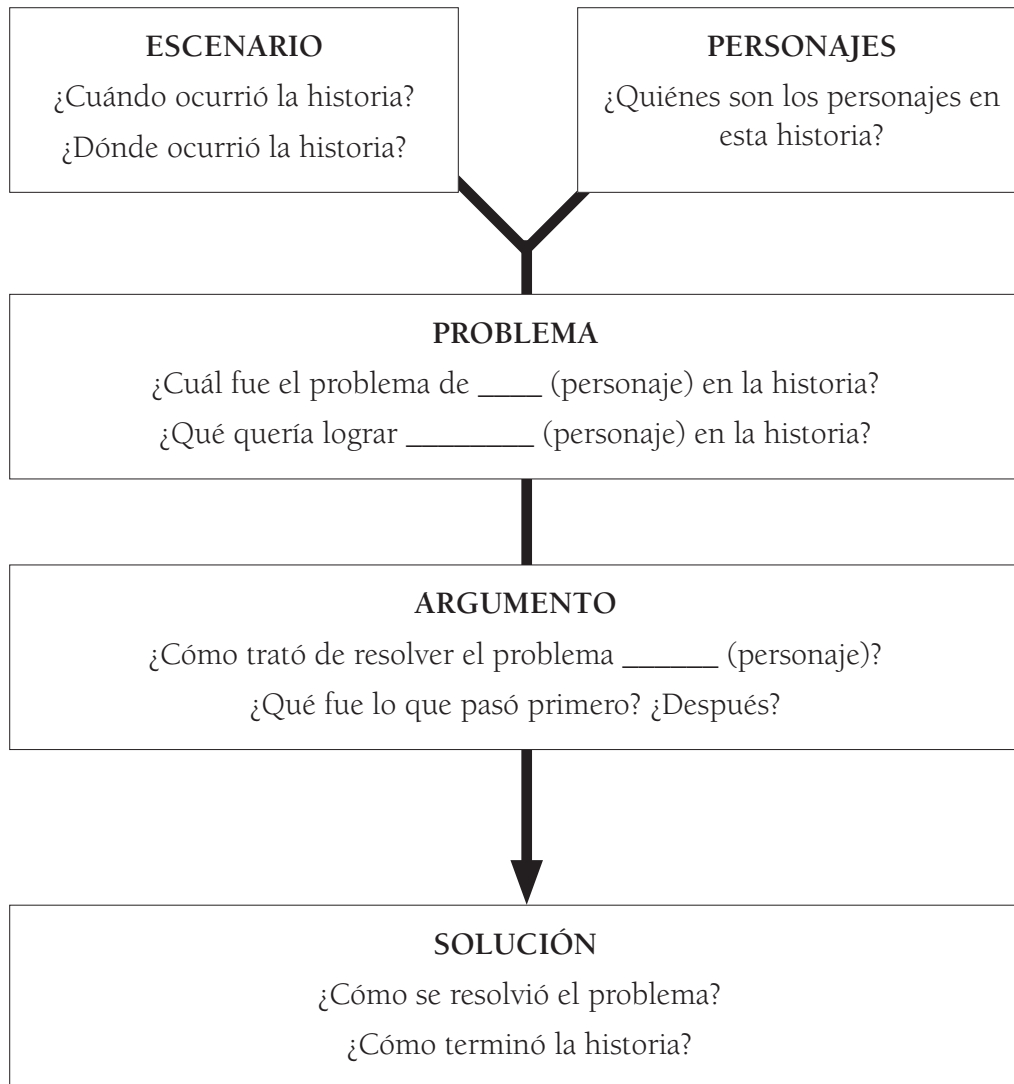 ESCENARIO
¿Cuándo ocurrió la historia?
¿Dónde ocurrió la historia?
PERSONAJES
¿Quiénes son los personajes en
esta historia?
PROBLEMA
¿Cuál fue el problema de ____ (personaje) en la historia?
¿Qué quería lograr ________ (personaje) en la historia?
ARGUMENTO
¿Cómo trató de resolver el problema ______ (personaje)?
¿Qué fue lo que pasó primero? ¿Después?
SOLUCIÓN
¿Cómo se resolvió el problema?
¿Cómo terminó la historia?